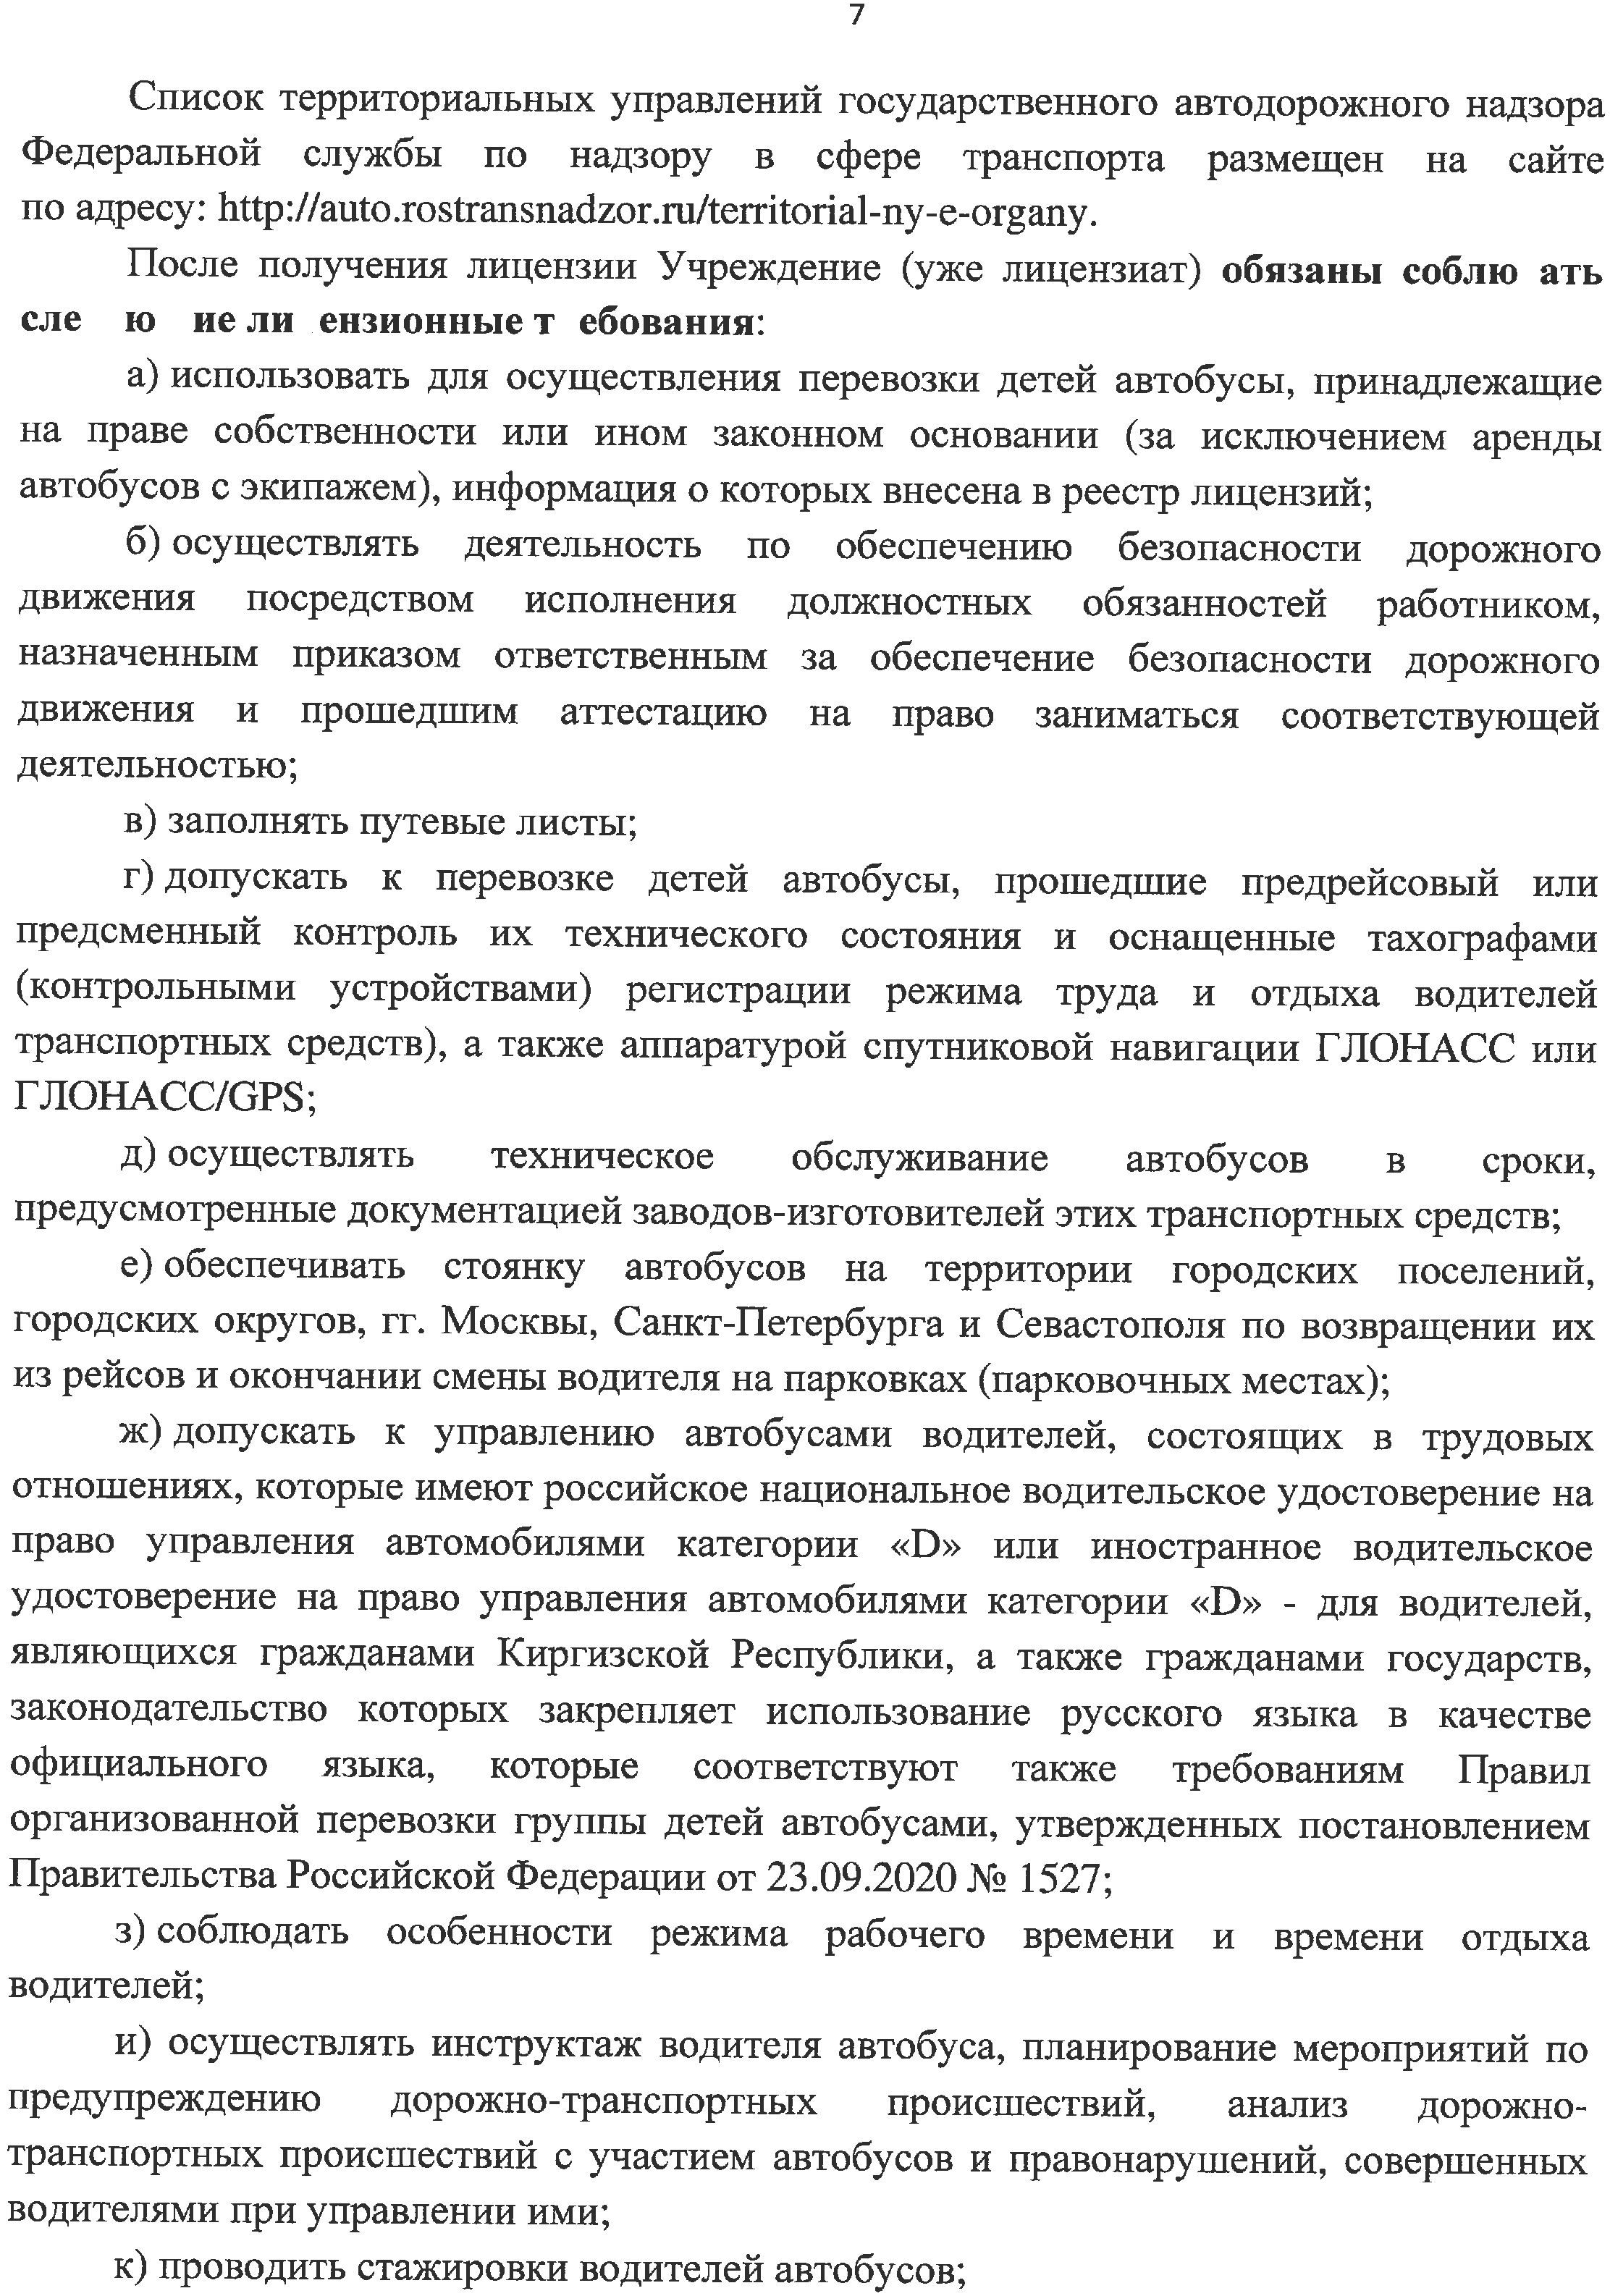 7
Список территориальных управлений государственного автодорожного надзора
Федеральной службы по надзору в сфере транспорта размещен на сайте
по адресу: http://auto.rostransnadzor.ru/territorial-ny-e-organy.
После получения лицензии Учреждение (уже лицензиат) обязаны соблю ать
сле ю ие ли ензионные т ебования:
а) использовать для осуществления перевозки детей автобусы, принадлежащие
на праве собственности или ином законном основании (за исключением аренды
автобусов с экипажем), информация о которых внесена в реестр лицензий;
б) осуществлять деятельность по обеспечению безопасности дорожного
движения посредством исполнения должностных обязанностей работником,
назначенным приказом ответственным за обеспечение безопасности дорожного
движения и прошедшим аттестацию на право заниматься соответствующей
деятельностью;
в) заполнять путевые листы;
г) допускать к перевозке детей автобусы, прошедшие предрейсовый или
предсменный контроль их технического состояния и оснащенные тахографами
(контрольными устройствами) регистрации режима труда и отдыха водителей
транспортных средств), а также аппаратурой спутниковой навигации ГЛОНАСС или
ГЛОНАСС/GPS;
д) осуществлять техническое обслуживание автобусов в сроки,
предусмотренные документацией заводов-изготовителей этих транспортных средств;
е) обеспечивать стоянку автобусов на территории городских поселений,
городских округов, гг. Москвы, Санкт-Петербурга и Севастополя по возвращении их
из рейсов и окончании смены водителя на парковках (парковочных местах);
ж) допускать к управлению автобусами водителей, состоящих в трудовых
отношениях, которые имеют российское национальное водительское удостоверение на
право управления автомобилями категории «D» или иностранное водительское
удостоверение на право управления автомобилями категории «D» - для водителей,
являющихся гражданами Киргизской Республики, а также гражданами государств,
законодательство которых закрепляет использование русского языка в качестве
официального языка, которые соответствуют также требованиям Правил
организованной перевозки группы детей автобусами, утвержденных постановлением
Правительства Российской Федерации от 23.09.2020 № 1527;
з) соблюдать особенности режима рабочего времени и времени отдыха
водителей;
и) осуществлять инструктаж водителя автобуса, планирование мероприятий по
предупреждению дорожно-транспортных происшествий, анализ дорожно-
транспортных происшествий с участием автобусов и правонарушений, совершенных
водителями при управлении ими;
к) проводить стажировки водителей автобусов;